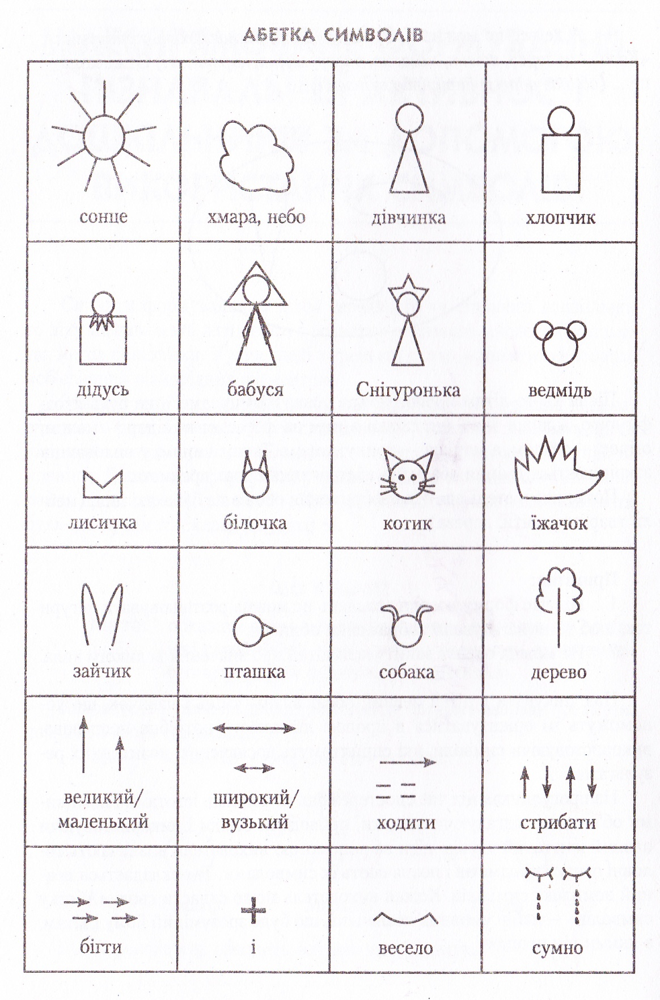 АБЕТКА СИМВОЛІВ
сонце
хмара, небо
дівчинка
хлопчик
дідусь
бабуся
Снігуронька
ведмідь
лисичка
білочка
котик
їжачок
зайчик
пташка
собака
дерево
великий/
маленький
широкий/
вузький
ходити
стрибати
бігти
і
весело
сумно